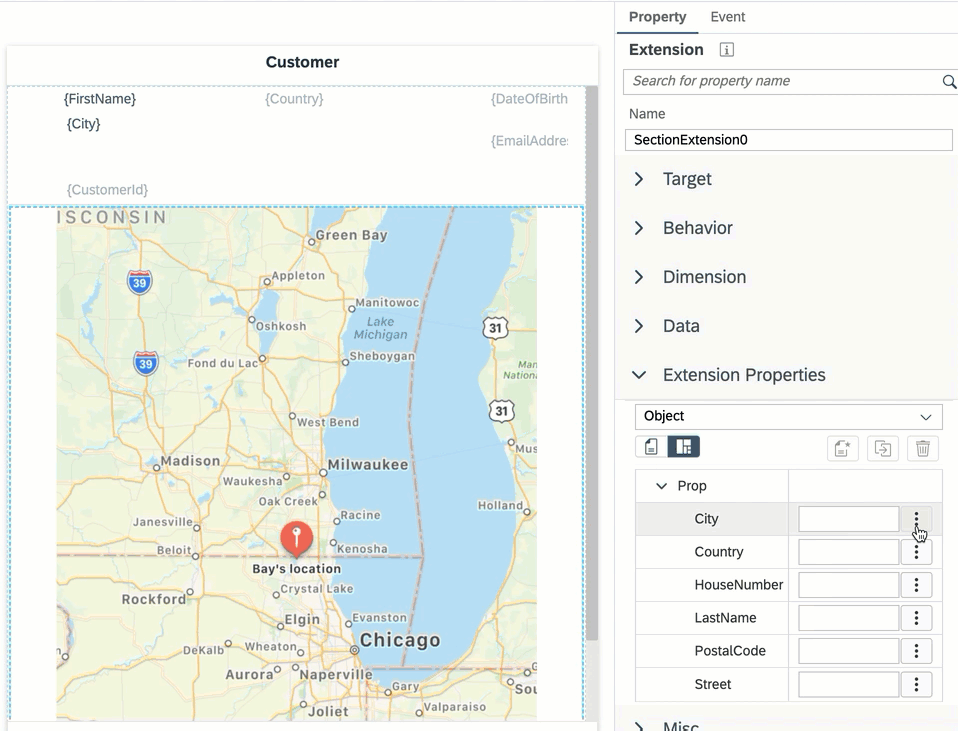 Customer
{FirstName} {Country} {DateOfBirth
{City}
{EmailAddre
{CustomerId}
ISCONSIN
Green Bay
39
Appleton
Manitowoc
Oshkosh
Lake
Michigan
31
Sheboygan
Fond du Lac
39
Man
Nation
31
West Bend
Mus
Madison
Milwaukee
Waukesha
Oak Creek
Holland
Racine
Janesville
Kenosha
Beloit
Bay's location
Crystal Lake
Rockford
Elgin
Evanston
Chicago
DeKalb
Wheaton
Aurora
Naperville
Gary
Sou
Joliet
Valparaiso
Property Event
Extension i
Search for property name
Name
SectionExtension0
Target
Behavior
Dimension
Data
Extension Properties
Object
Prop
City
Country
HouseNumber
LastName
PostalCode
Street
Misc